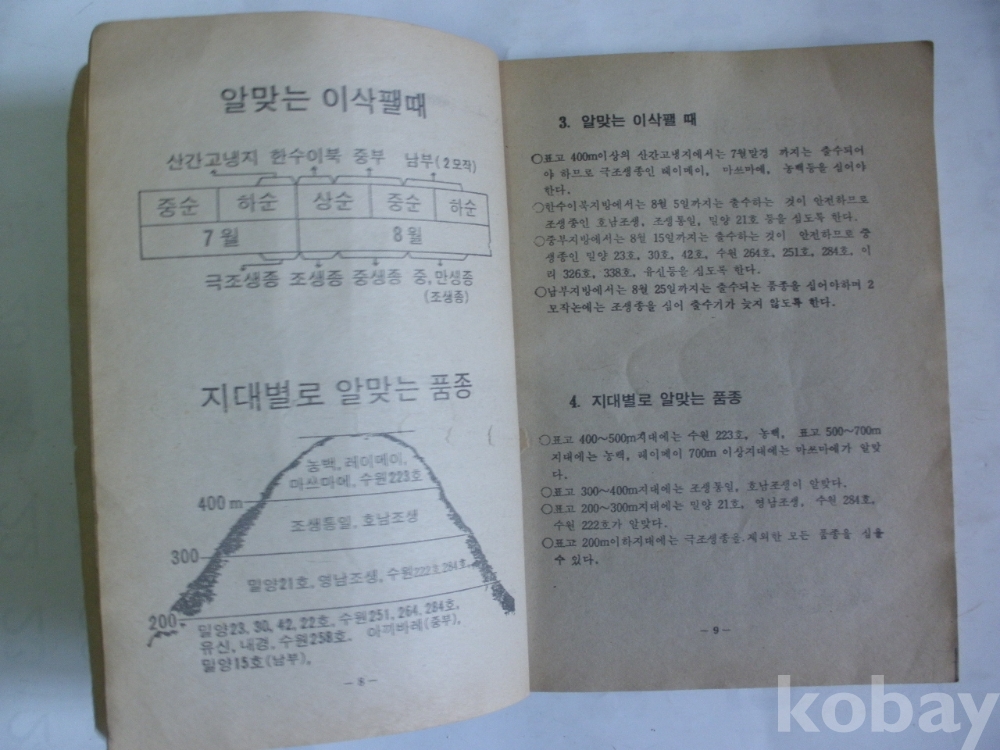 알맞는 이삭팰때
산간고냉지 한수이북 중부 남부(2모작)
중순 하순 상순 중순 하순
7월 8월
극조생종 조생종 중생종 중,만생종
(조생종)
지대별로 알맞는 품종
농백, 레이메이,
마쓰마에, 수원223호
400m
조생통일, 호남조생
300
밀양21호, 영남조생, 수원222호 284호.
200
밀양23, 30, 42, 22호, 수원251, 264, 284호,
유신, 내경, 수원258호. 아끼바레(중부),
밀양15호(남부),
— 8 —
3. 알맞는 이삭팰 때
○표고 400m이상의 산간고냉지에서는 7월말경 까지는 출수되어
야 하므로 극조생종인 레이메이, 마쓰마에, 농백등을 심어야
한다.
○한수이북지방에서는 8월 5일까지는 출수하는 것이 안전하므로
조생종인 호남조생, 조생통일, 밀양 21호 등을 심도록 한다.
○중부지방에서는 8월 15일까지는 출수하는 것이 안전하므로 중
생종인 밀양 23호, 30호, 42호, 수원 264호, 251호, 284호, 이
리 326호, 338호, 유신등을 심도록 한다.
○남부지방에서는 8월 25일까지는 출수되는 품종을 심어야하며 2
모작논에는 조생종을 심어 출수기가 늦지 않도록 한다.
4. 지대별로 알맞는 품종
○표고 400~500m지대에는 수원 223호, 농백, 표고 500~700m
지대에는 농백, 레이메이 700m 이상지대에는 마쓰마에가 알맞
다.
○표고 300~400m지대에는 조생통일, 호남조생이 알맞다.
○표고 200~300m지대에는 밀양 21호, 영남조생, 수원 284호,
수원 222호가 알맞다.
○표고 200m이하지대에는 극조생종을 제외한 모든 품종을 심을
수 있다.
— 9 —
kobay